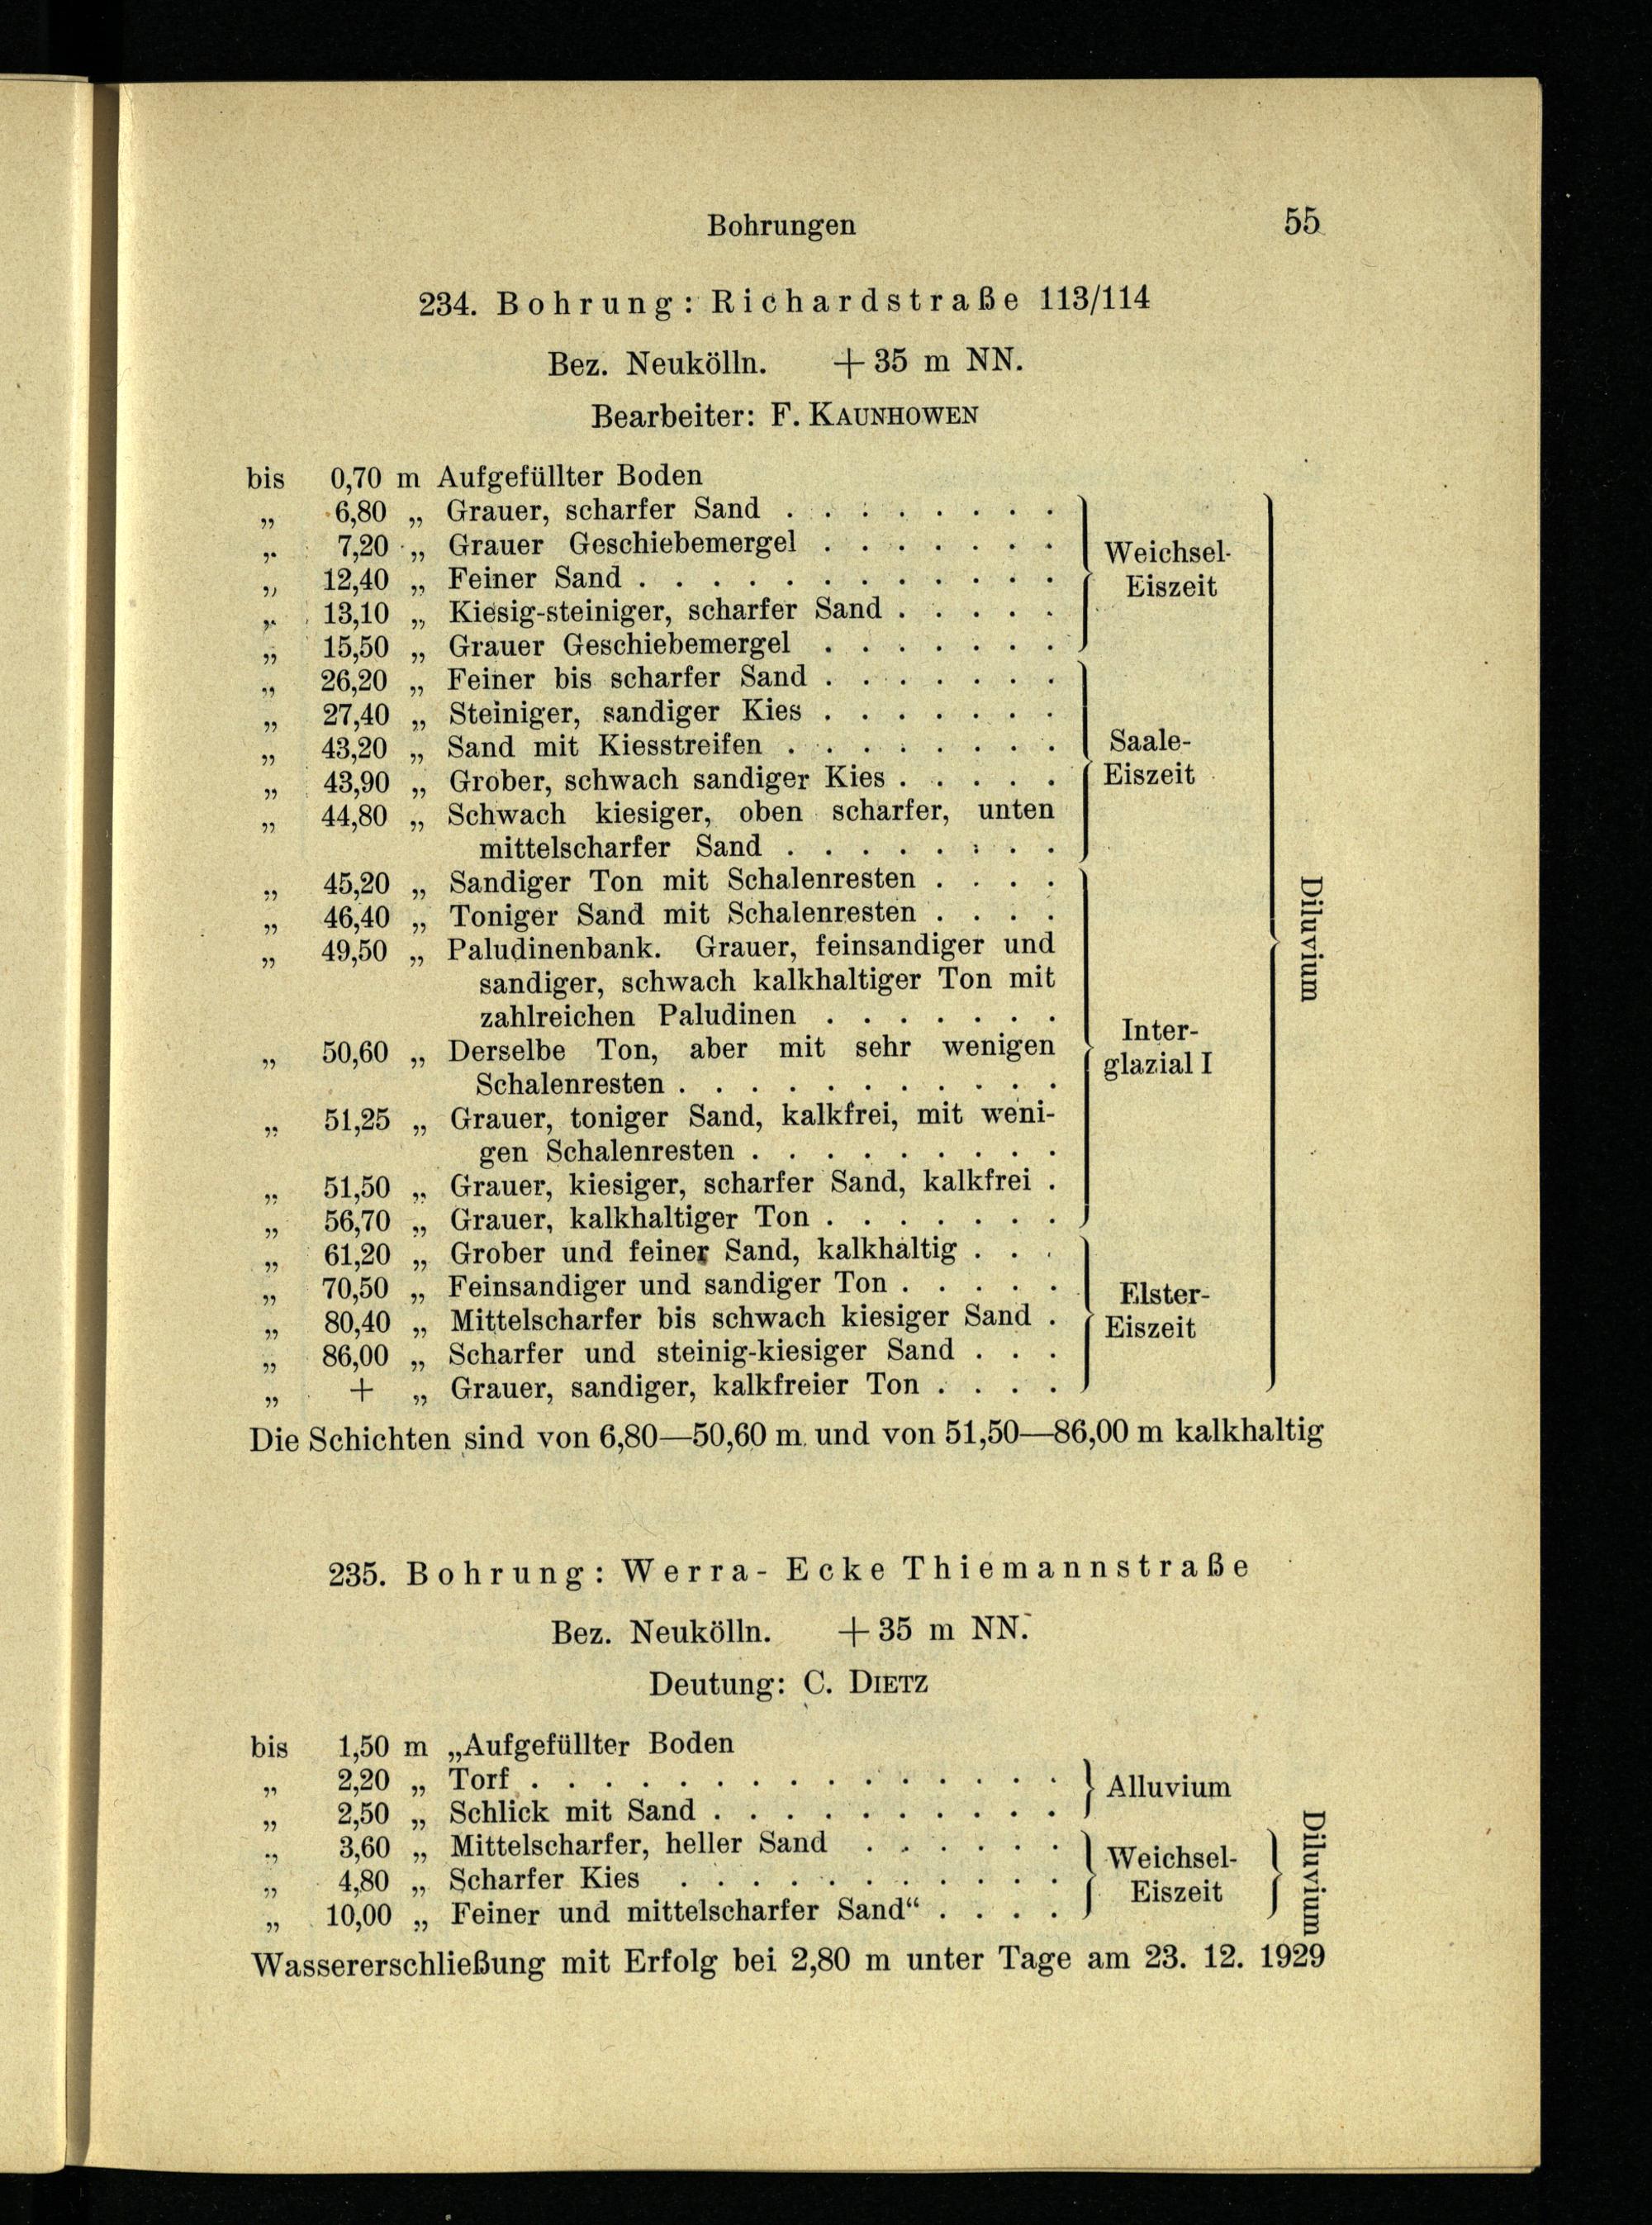 Bohrungen 55
234. Bohrung: Richardstraße 113/114
Bez. Neukölln. + 35 m NN.
Bearbeiter: F. KAUNHOWEN
bis 0,70 m Aufgefüllter Boden
„ 6,80 „ Grauer, scharfer Sand . . . . . . . .
„ 7,20 „ Grauer Geschiebemergel . . . . . . .
„ 12,40 „ Feiner Sand . . . . . . . . . . . .
„ 13,10 „ Kiesig-steiniger, scharfer Sand . . . . .
„ 15,50 „ Grauer Geschiebemergel . . . . . . .
Weichsel-
Eiszeit
„ 26,20 „ Feiner bis scharfer Sand . . . . . . .
„ 27,40 „ Steiniger, sandiger Kies . . . . . . .
„ 43,20 „ Sand mit Kiesstreifen . . . . . . . .
„ 43,90 „ Grober, schwach sandiger Kies . . . . .
„ 44,80 „ Schwach kiesiger, oben scharfer, unten
mittelscharfer Sand . . . . . . . .
Saale-
Eiszeit
„ 45,20 „ Sandiger Ton mit Schalenresten . . . .
„ 46,40 „ Toniger Sand mit Schalenresten . . . .
„ 49,50 „ Paludinenbank. Grauer, feinsandiger und
sandiger, schwach kalkhaltiger Ton mit
zahlreichen Paludinen . . . . . . .
„ 50,60 „ Derselbe Ton, aber mit sehr wenigen
Schalenresten . . . . . . . . . . .
„ 51,25 „ Grauer, toniger Sand, kalkfrei, mit weni-
gen Schalenresten . . . . . . . . .
„ 51,50 „ Grauer, kiesiger, scharfer Sand, kalkfrei .
„ 56,70 „ Grauer, kalkhaltiger Ton . . . . . . .
Inter-
glazial I
„ 61,20 „ Grober und feiner Sand, kalkhaltig . . .
„ 70,50 „ Feinsandiger und sandiger Ton . . . . .
„ 80,40 „ Mittelscharfer bis schwach kiesiger Sand .
„ 86,00 „ Scharfer und steinig-kiesiger Sand . . .
„ + „ Grauer, sandiger, kalkfreier Ton . . . .
Elster-
Eiszeit
Diluvium
Die Schichten sind von 6,80—50,60 m und von 51,50—86,00 m kalkhaltig
235. Bohrung: Werra- Ecke Thiemannstraße
Bez. Neukölln. + 35 m NN.
Deutung: C. DIETZ
bis 1,50 m „Aufgefüllter Boden
„ 2,20 „ Torf . . . . . . . . . . . . . . .
„ 2,50 „ Schlick mit Sand . . . . . . . . . .
Alluvium
„ 3,60 „ Mittelscharfer, heller Sand . . . . . .
„ 4,80 „ Scharfer Kies . . . . . . . . . . .
„ 10,00 „ Feiner und mittelscharfer Sand“ . . . .
Weichsel-
Eiszeit
Diluvium
Wassererschließung mit Erfolg bei 2,80 m unter Tage am 23. 12. 1929